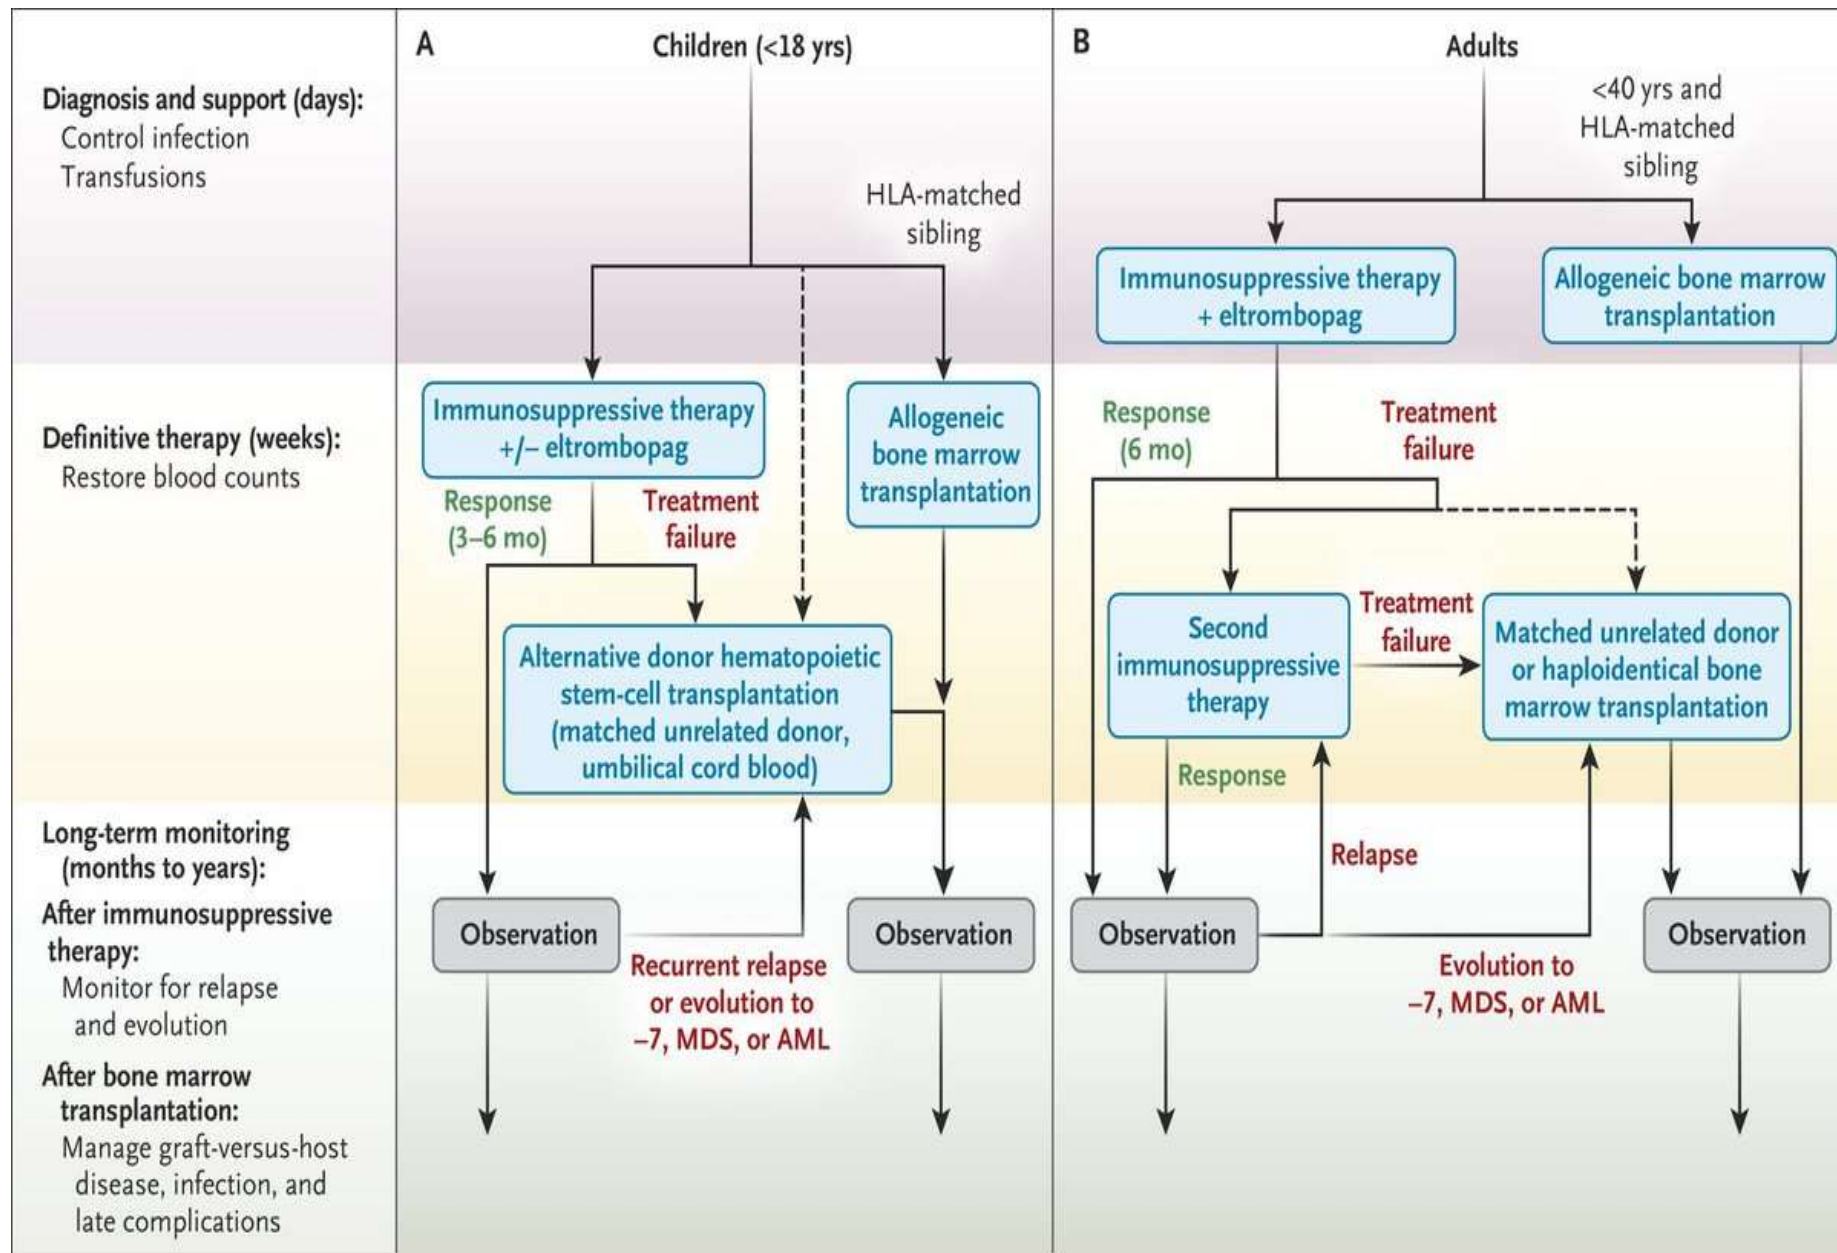 Diagnosis and support (days):
Control infection
Transfusions
Definitive therapy (weeks):
Restore blood counts
Long-term monitoring
(months to years):
After immunosuppressive
therapy:
Monitor for relapse
and evolution
After bone marrow
transplantation:
Manage graft-versus-host
disease, infection, and
late complications
A
Children (<18 yrs)
HLA-matched
sibling
Immunosuppressive therapy
+/– eltrombopag
Allogeneic
bone marrow
transplantation
Response
(3–6 mo)
Treatment
failure
Alternative donor hematopoietic
stem-cell transplantation
(matched unrelated donor,
umbilical cord blood)
Observation
Recurrent relapse
or evolution to
–7, MDS, or AML
Observation
B
Adults
<40 yrs and
HLA-matched
sibling
Immunosuppressive therapy
+ eltrombopag
Allogeneic bone marrow
transplantation
Response
(6 mo)
Treatment
failure
Second
immunosuppressive
therapy
Treatment
failure
Matched unrelated donor
or haploidentical bone
marrow transplantation
Response
Relapse
Observation
Evolution to
–7, MDS, or AML
Observation